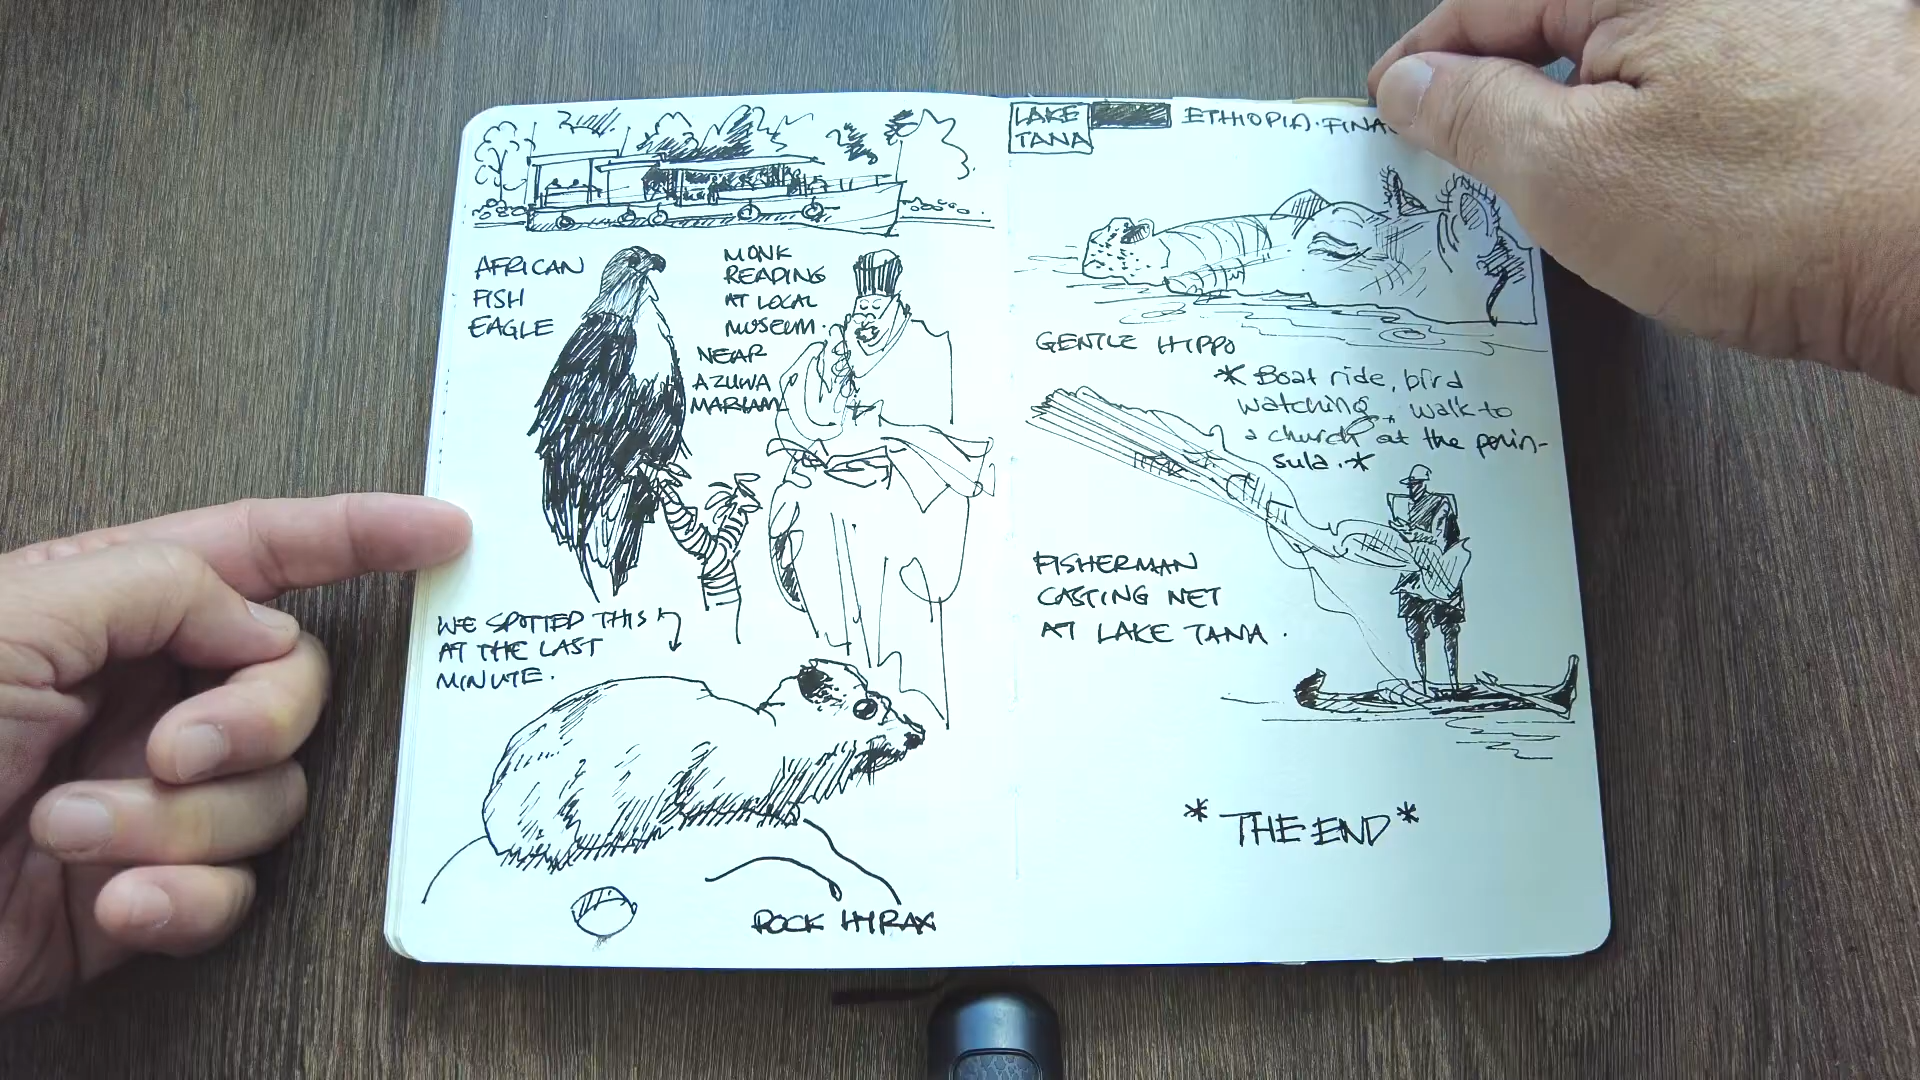 AFRICAN
FISH
EAGLE
MONK
READING
AT LOCAL
MUSEUM.
NEAR
AZUWA
MARIAM
WE SPOTTED THIS
AT THE LAST
MINUTE.
ROCK HYRAX
LAKE
TANA
ETHIOPIA.
GENTLE HIPPO
* Boat ride, bird
watching, walk to
a church at the penin-
sula.*
FISHERMAN
CASTING NET
AT LAKE TANA.
*THE END*